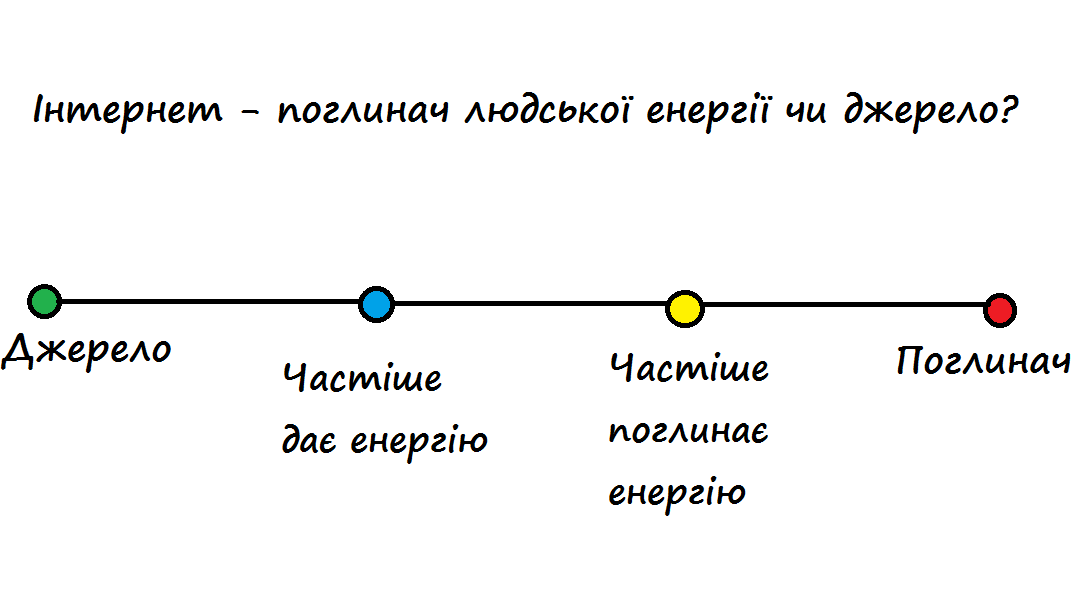 Інтернет - поглинач людської енергії чи джерело?
Джерело
Частіше
дає енергію
Частіше
поглинає
енергію
Поглинач